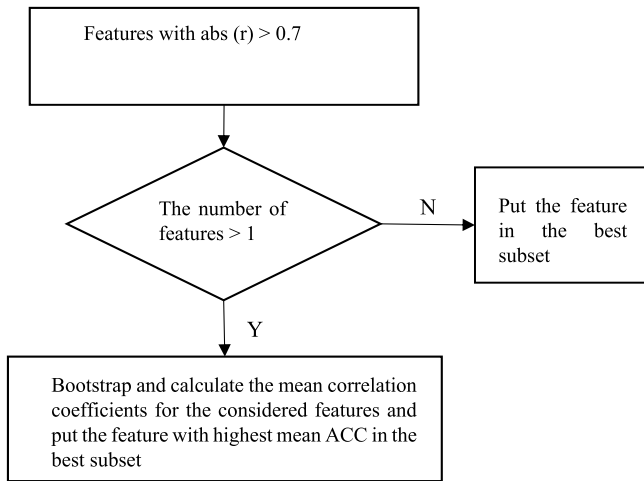 Features with abs (r) > 0.7
The number of
features > 1
N
Put the feature
in the best
subset
Y
Bootstrap and calculate the mean correlation
coefficients for the considered features and
put the feature with highest mean ACC in the
best subset